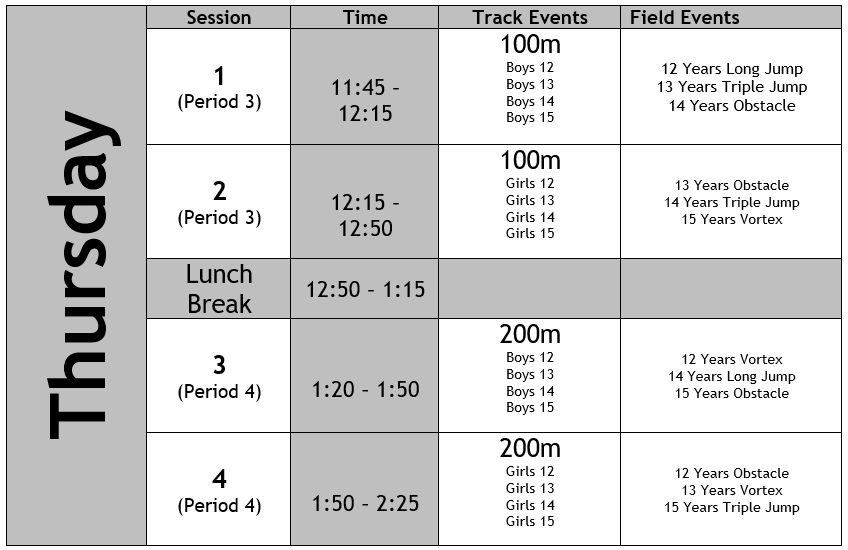 Thursday
Session Time Track Events Field Events
1
(Period 3)
11:45 –
12:15
100m
Boys 12
Boys 13
Boys 14
Boys 15
12 Years Long Jump
13 Years Triple Jump
14 Years Obstacle
2
(Period 3)
12:15 –
12:50
100m
Girls 12
Girls 13
Girls 14
Girls 15
13 Years Obstacle
14 Years Triple Jump
15 Years Vortex
Lunch
Break
12:50 – 1:15
3
(Period 4)
1:20 – 1:50
200m
Boys 12
Boys 13
Boys 14
Boys 15
12 Years Vortex
14 Years Long Jump
15 Years Obstacle
4
(Period 4)
1:50 – 2:25
200m
Girls 12
Girls 13
Girls 14
Girls 15
12 Years Obstacle
13 Years Vortex
15 Years Triple Jump